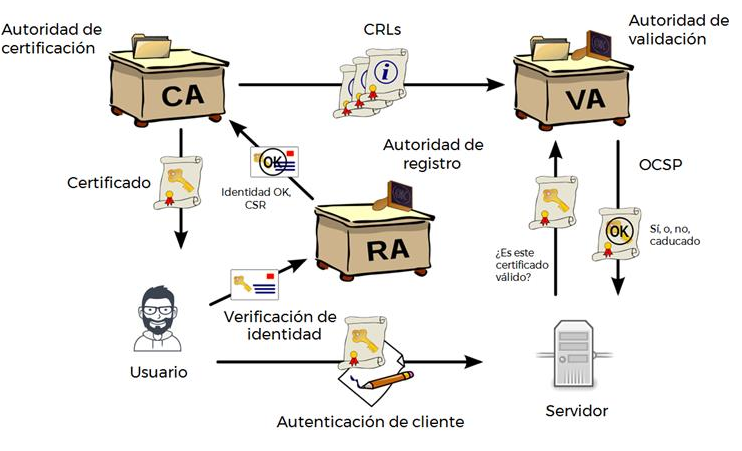 Autoridad de
certificación
CA
CRLs
Autoridad de
validación
VA
Certificado
OK
Identidad OK,
CSR
Autoridad de
registro
RA
OCSP
OK
Sí, o, no,
caducado
¿Es este
certificado
válido?
Verificación de
identidad
Usuario
Autenticación de cliente
Servidor